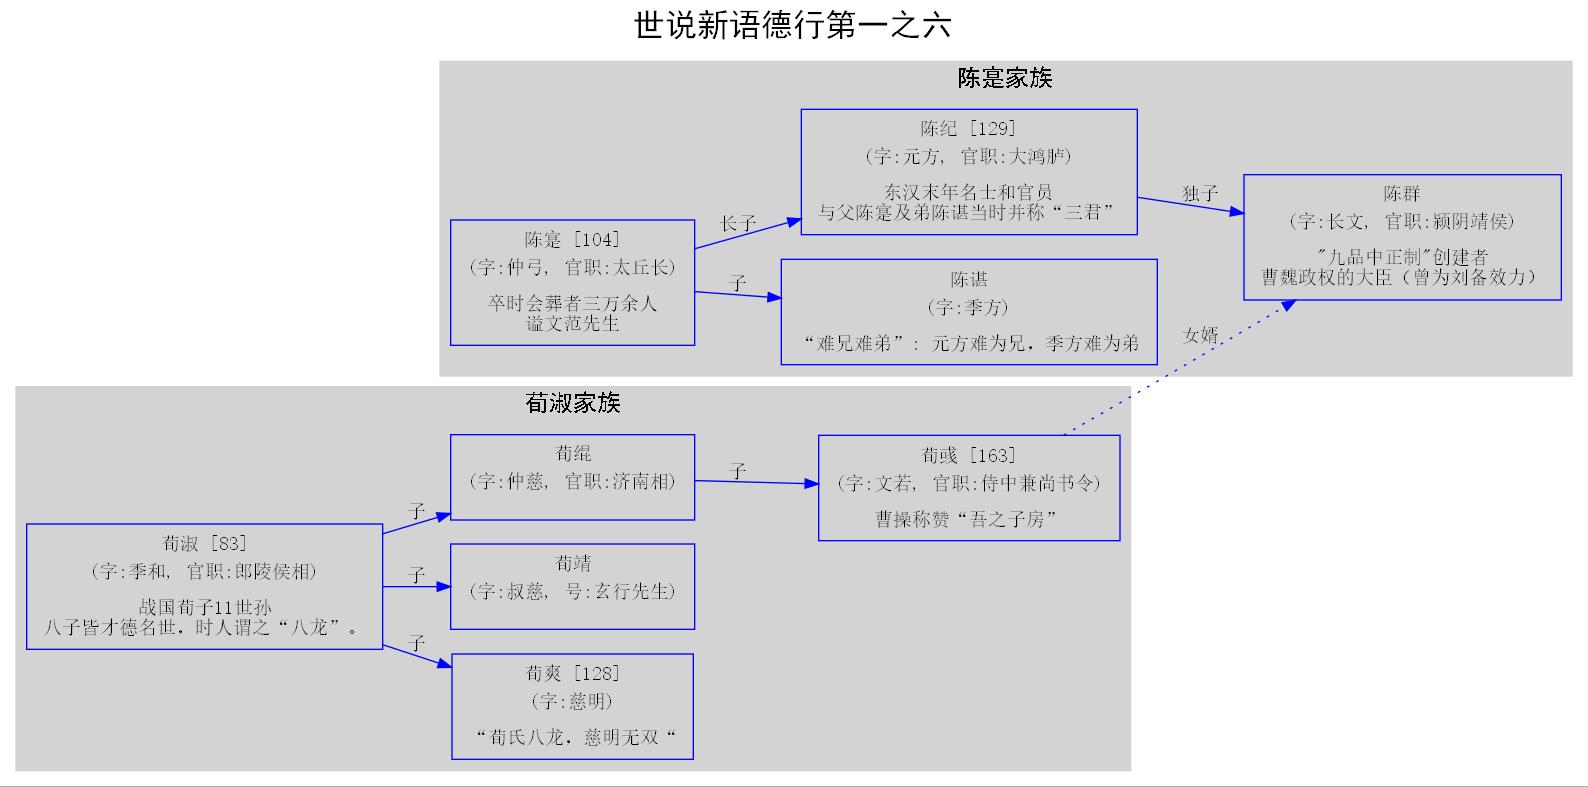 世说新语德行第一之六
陈寔家族
陈寔 [104]
(字:仲弓, 官职:太丘长)
卒时会葬者三万余人
谥文范先生
长子
子
陈纪 [129]
(字:元方, 官职:大鸿胪)
东汉末年名士和官员
与父陈寔及弟陈谌当时并称“三君”
陈谌
(字:季方)
“难兄难弟”: 元方难为兄，季方难为弟
独子
陈群
(字:长文, 官职:颍阴靖侯)
"九品中正制"创建者
曹魏政权的大臣（曾为刘备效力）
女婿
荀淑家族
荀淑 [83]
(字:季和, 官职:郎陵侯相)
战国荀子11世孙
八子皆才德名世，时人谓之“八龙”。
子
子
子
荀绲
(字:仲慈, 官职:济南相)
荀靖
(字:叔慈, 号:玄行先生)
荀爽 [128]
(字:慈明)
“荀氏八龙，慈明无双“
子
荀彧 [163]
(字:文若, 官职:侍中兼尚书令)
曹操称赞“吾之子房”